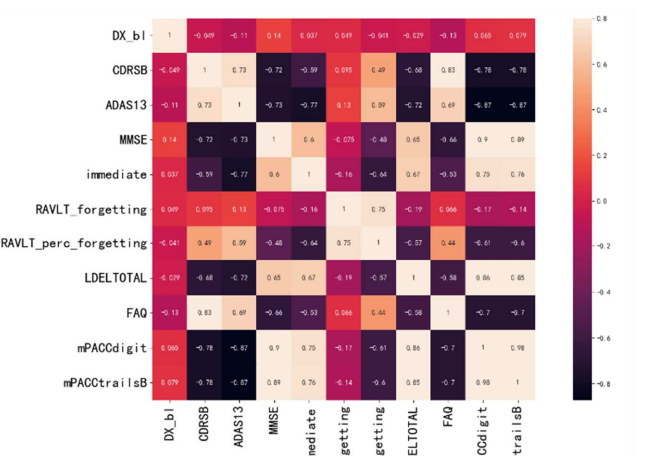 DX_bl 1 -0.049 -0.11 0.14 0.037 0.049 -0.041 -0.029 -0.13 0.065 0.079
CDRSB -0.049 1 0.73 -0.72 -0.59 0.095 0.49 -0.68 0.83 -0.78 -0.78
ADAS13 -0.11 0.73 1 -0.73 -0.77 0.13 0.59 -0.72 0.69 -0.87 -0.87
MMSE 0.14 -0.72 -0.73 1 0.6 -0.075 -0.48 0.65 -0.66 0.9 0.89
immediate 0.037 -0.59 -0.77 0.6 1 -0.16 -0.64 0.67 -0.53 0.75 0.76
RAVLT_forgetting 0.049 0.095 0.13 -0.075 -0.16 1 0.75 -0.19 0.066 -0.17 -0.14
RAVLT_perc_forgetting -0.041 0.49 0.59 -0.48 -0.64 0.75 1 -0.57 0.44 -0.61 -0.6
LDELTOTAL -0.029 -0.68 -0.72 0.65 0.67 -0.19 -0.57 1 -0.58 0.86 0.85
FAQ -0.13 0.83 0.69 -0.66 -0.53 0.066 0.44 -0.58 1 -0.7 -0.7
mPACCdigit 0.065 -0.78 -0.87 0.9 0.75 -0.17 -0.61 0.86 -0.7 1 0.98
mPACCtrailsB 0.079 -0.78 -0.87 0.89 0.76 -0.14 -0.6 0.85 -0.7 0.98 1
DX_bl
CDRSB
ADAS13
MMSE
mediate
getting
getting
ELTOTAL
FAQ
CCdigit
trailsB
0.8
0.6
0.4
0.2
0.0
-0.2
-0.4
-0.6
-0.8